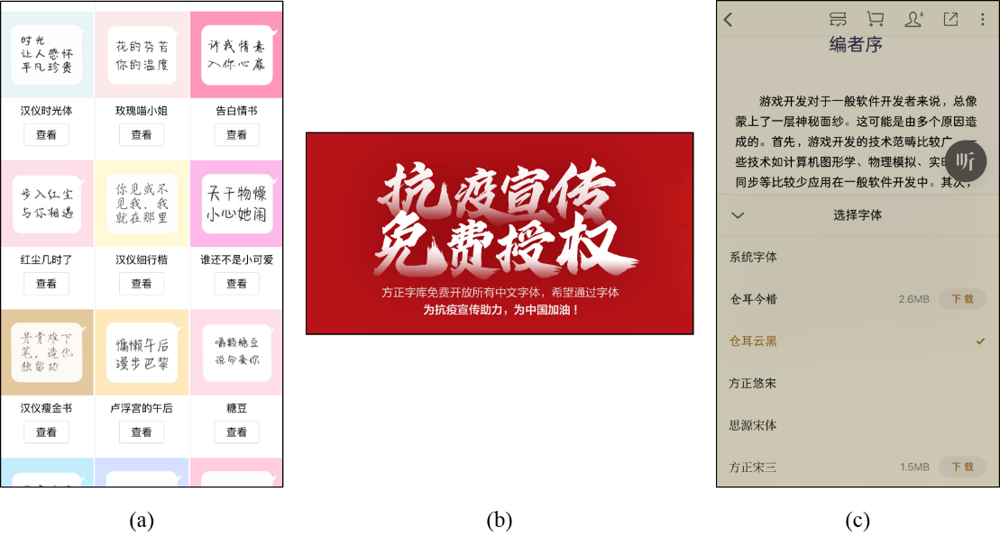 时光
让人感怀
平凡珍贵
花的芬芳
你的温度
许我情意
入你心扉
汉仪时光体
玫瑰喵小姐
告白情书
查看
查看
查看
步入红尘
与你相遇
你见或不
见我，我
就在那里
天干物燥
小心她闹
红尘几时了
汉仪细行楷
谁还不是小可爱
查看
查看
查看
丹青难下
笔，造化
独留功
慵懒午后
漫步巴黎
嚼颗糖豆
说句爱你
汉仪瘦金书
卢浮宫的午后
糖豆
查看
查看
查看
(a)
抗疫宣传
免费授权
方正字库免费开放所有中文字体，希望通过字体
为抗疫宣传助力，为中国加油！
(b)
6
编者序
游戏开发对于一般软件开发者来说，总像
蒙上了一层神秘面纱。这可能是由多个原因造
成的。首先，游戏开发的技术范畴比较广，一
些技术如计算机图形学、物理模拟、实
同步等比较少应用在一般软件开发中。其次，
听
选择字体
系统字体
仓耳今楷 2.6MB 下载
仓耳云黑
方正悠宋
思源宋体
方正宋三 1.5MB 下载
(c)